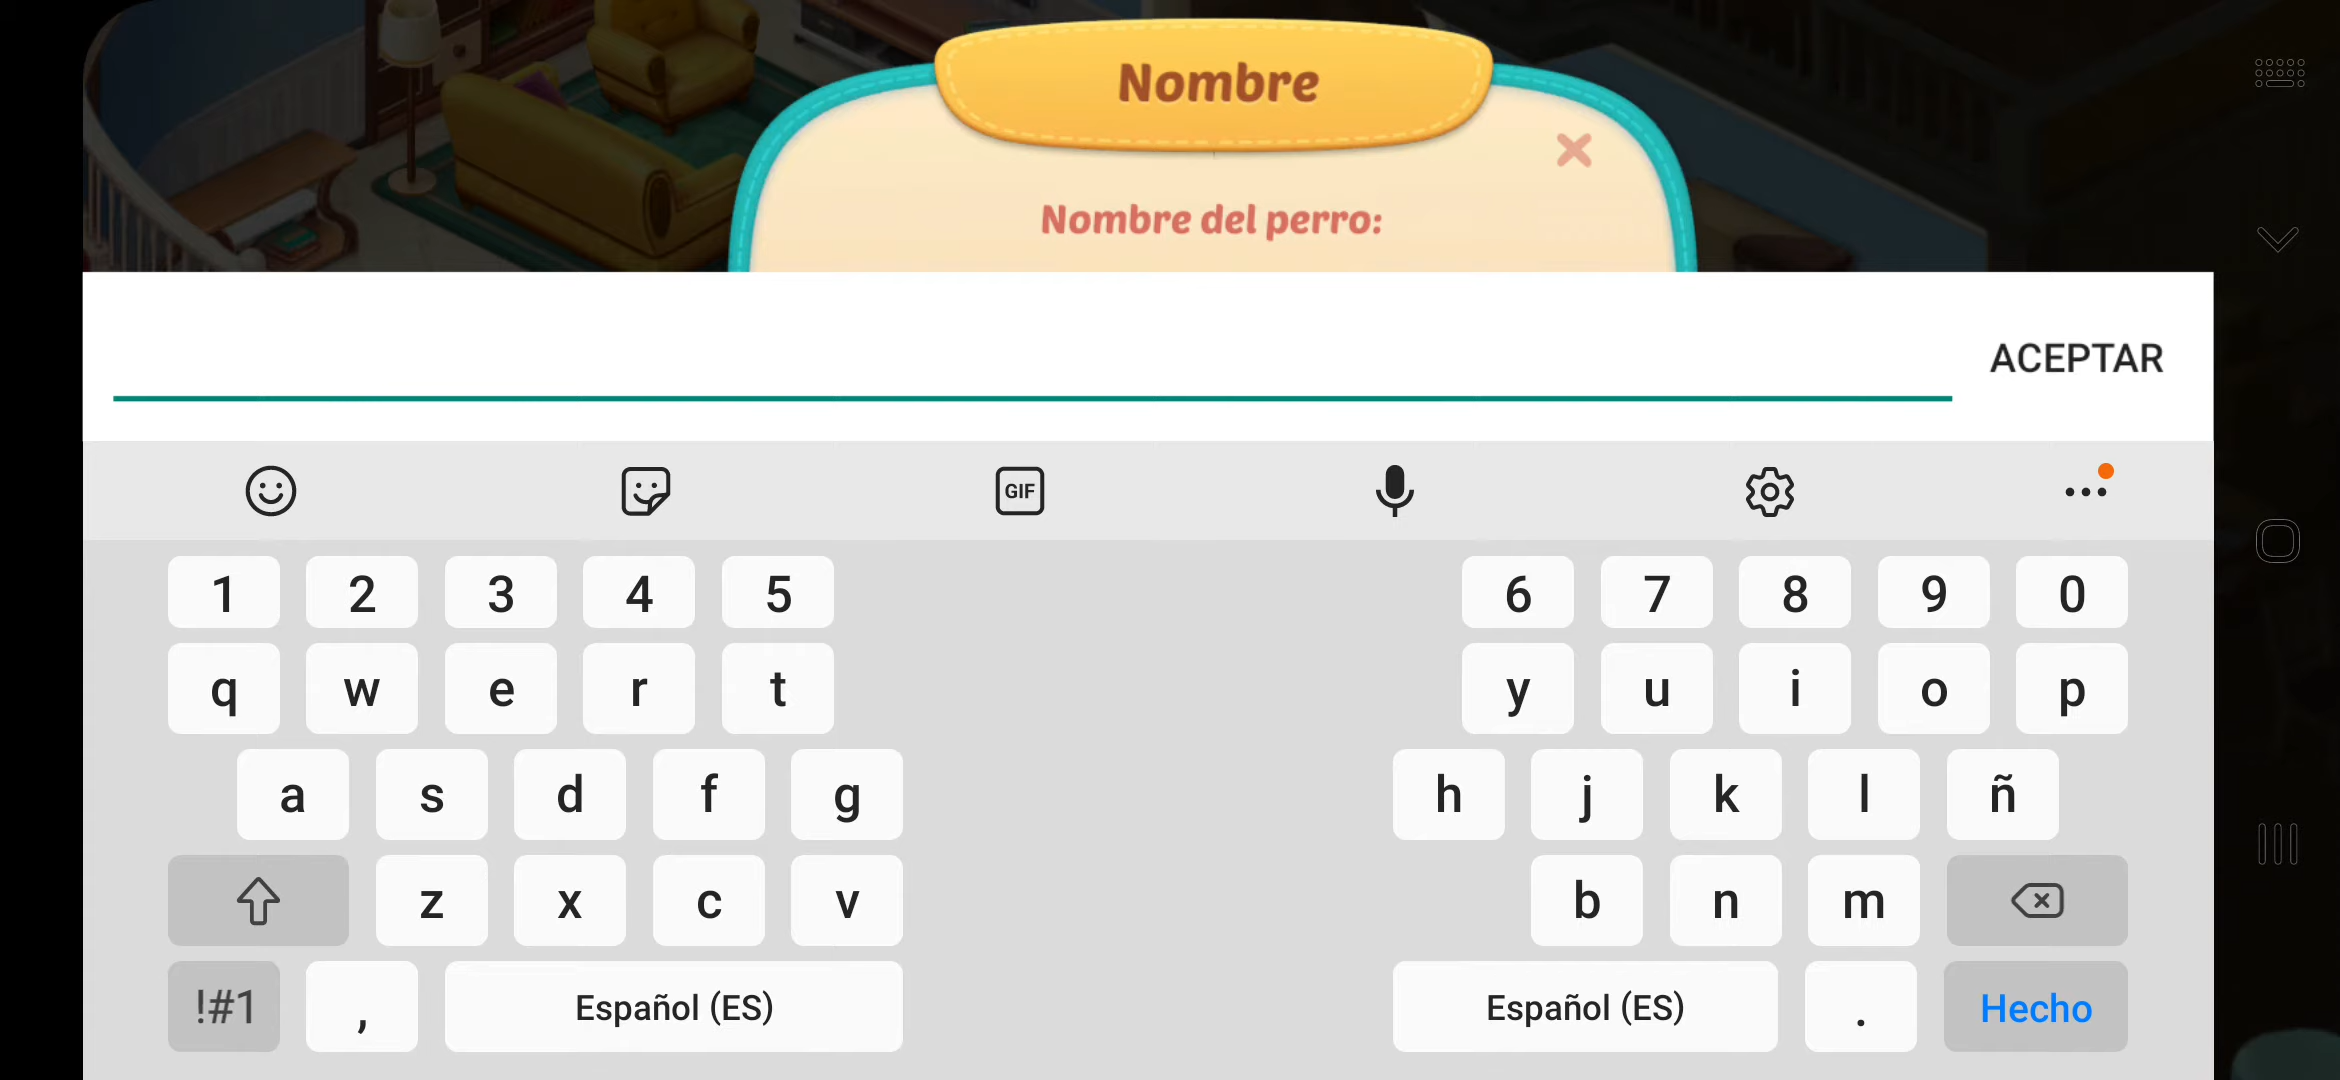 Nombre
Nombre del perro:
ACEPTAR
GIF
1 2 3 4 5 6 7 8 9 0
q w e r t y u i o p
a s d f g h j k l ñ
z x c v b n m
!#1 , Español (ES) Español (ES) . Hecho